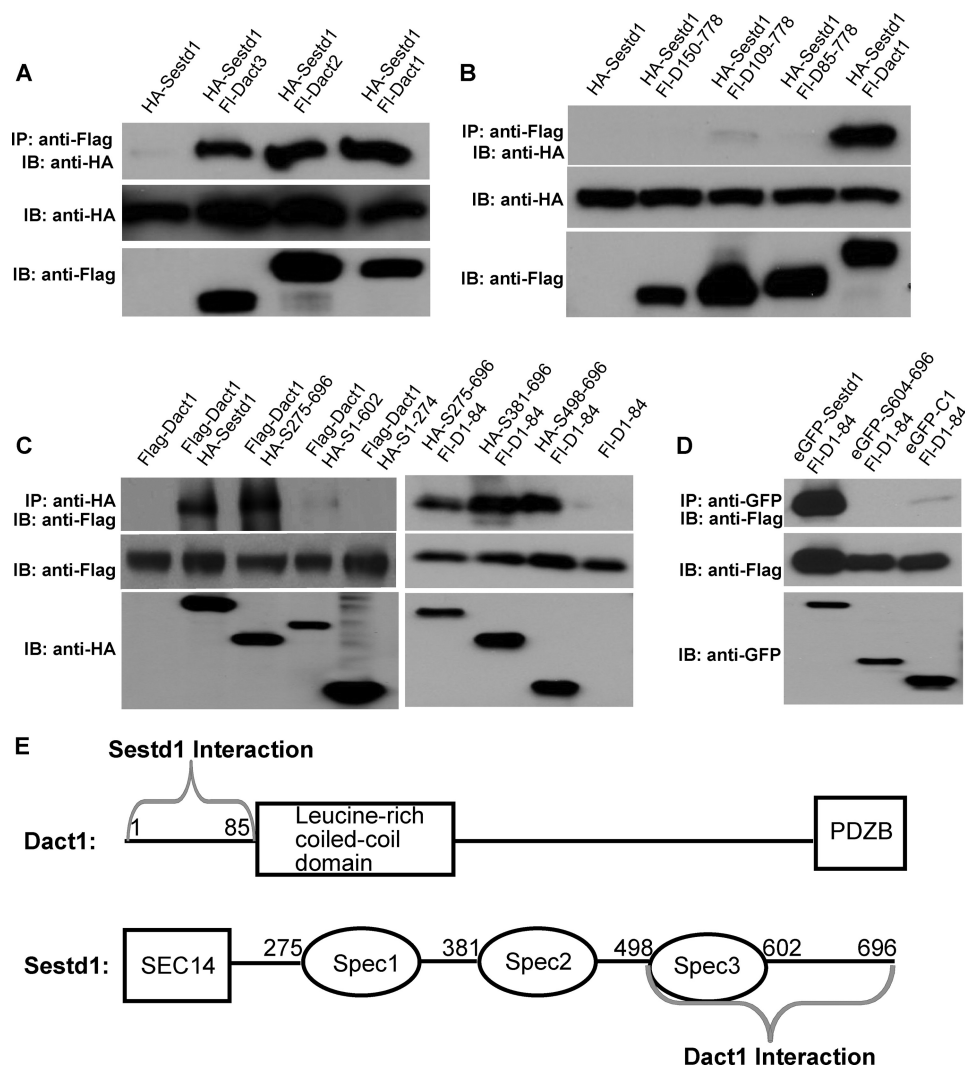 A
HA-Sestd1
HA-Sestd1
Fl-Dact3
HA-Sestd1
Fl-Dact2
HA-Sestd1
Fl-Dact1
IP: anti-Flag
IB: anti-HA
IB: anti-HA
IB: anti-Flag
B
HA-Sestd1
HA-Sestd1
Fl-D150-778
HA-Sestd1
Fl-D109-778
HA-Sestd1
Fl-D85-778
HA-Sestd1
Fl-Dact1
IP: anti-Flag
IB: anti-HA
IB: anti-HA
IB: anti-Flag
C
Flag-Dact1
Flag-Dact1
HA-Sestd1
Flag-Dact1
HA-S275-696
Flag-Dact1
HA-S1-602
Flag-Dact1
HA-S1-274
HA-S275-696
Fl-D1-84
HA-S381-696
Fl-D1-84
HA-S498-696
Fl-D1-84
Fl-D1-84
IP: anti-HA
IB: anti-Flag
IB: anti-Flag
IB: anti-HA
D
eGFP-Sestd1
Fl-D1-84
eGFP-S604-696
Fl-D1-84
eGFP-C1
Fl-D1-84
IP: anti-GFP
IB: anti-Flag
IB: anti-Flag
IB: anti-GFP
E
Sestd1 Interaction
Dact1:
1
85
Leucine-rich
coiled-coil
domain
PDZB
Sestd1:
SEC14
275
Spec1
381
Spec2
498
Spec3
602
696
Dact1 Interaction